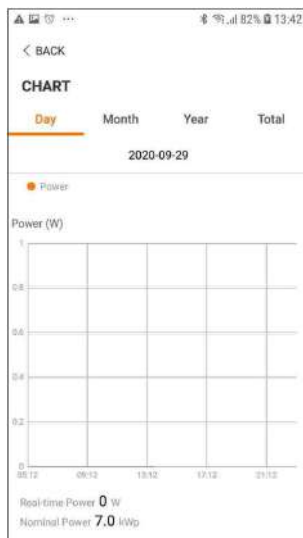 82% 13:42
< BACK
CHART
Day Month Year Total
2020-09-29
Power
Power (W)
1
0.8
0.6
0.4
0.2
0
05:12 09:12 13:12 17:12 21:12
Real-time Power 0 W
Nominal Power 7.0 kWp